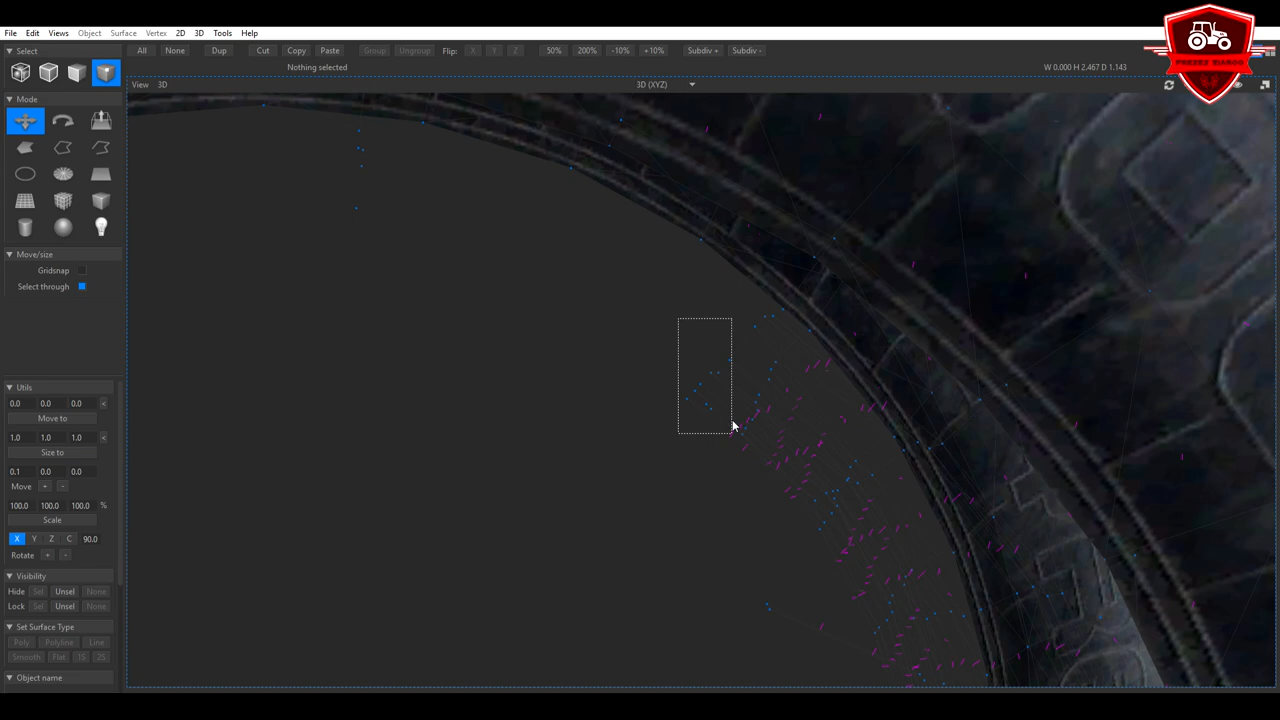 File Edit Views Object Surface Vertex 2D 3D Tools Help
Select
All None Dup Cut Copy Paste Group Ungroup Flip: X Y Z 50% 200% -10% +10% Subdiv + Subdiv -
Nothing selected
W 0.000 H 2.467 D 1.143
View 3D
3D (XYZ)
Mode
Move/size
Gridsnap
Select through
Utils
0.0 0.0 0.0 <
Move to
1.0 1.0 1.0 <
Size to
0.1 0.0 0.0
Move + -
100.0 100.0 100.0 %
Scale
X Y Z C 90.0
Rotate + -
Visibility
Hide Sel Unsel None
Lock Sel Unsel None
Set Surface Type
Poly Polyline Line
Smooth Flat 1S 2S
Object name